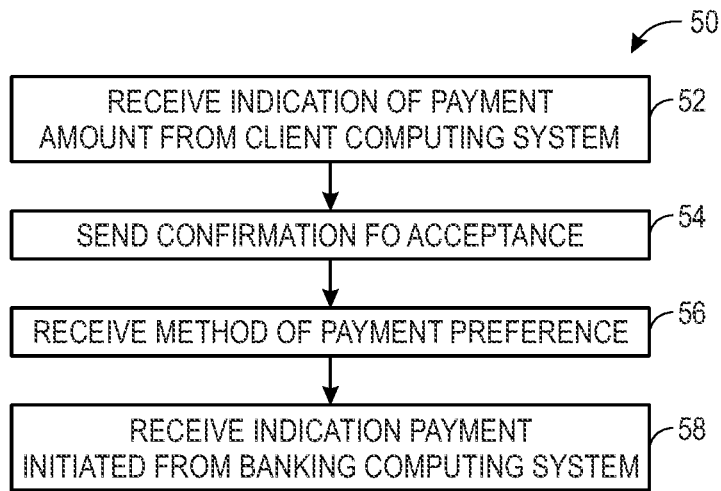 50
RECEIVE INDICATION OF PAYMENT
AMOUNT FROM CLIENT COMPUTING SYSTEM
52
SEND CONFIRMATION FO ACCEPTANCE
54
RECEIVE METHOD OF PAYMENT PREFERENCE
56
RECEIVE INDICATION PAYMENT
INITIATED FROM BANKING COMPUTING SYSTEM
58